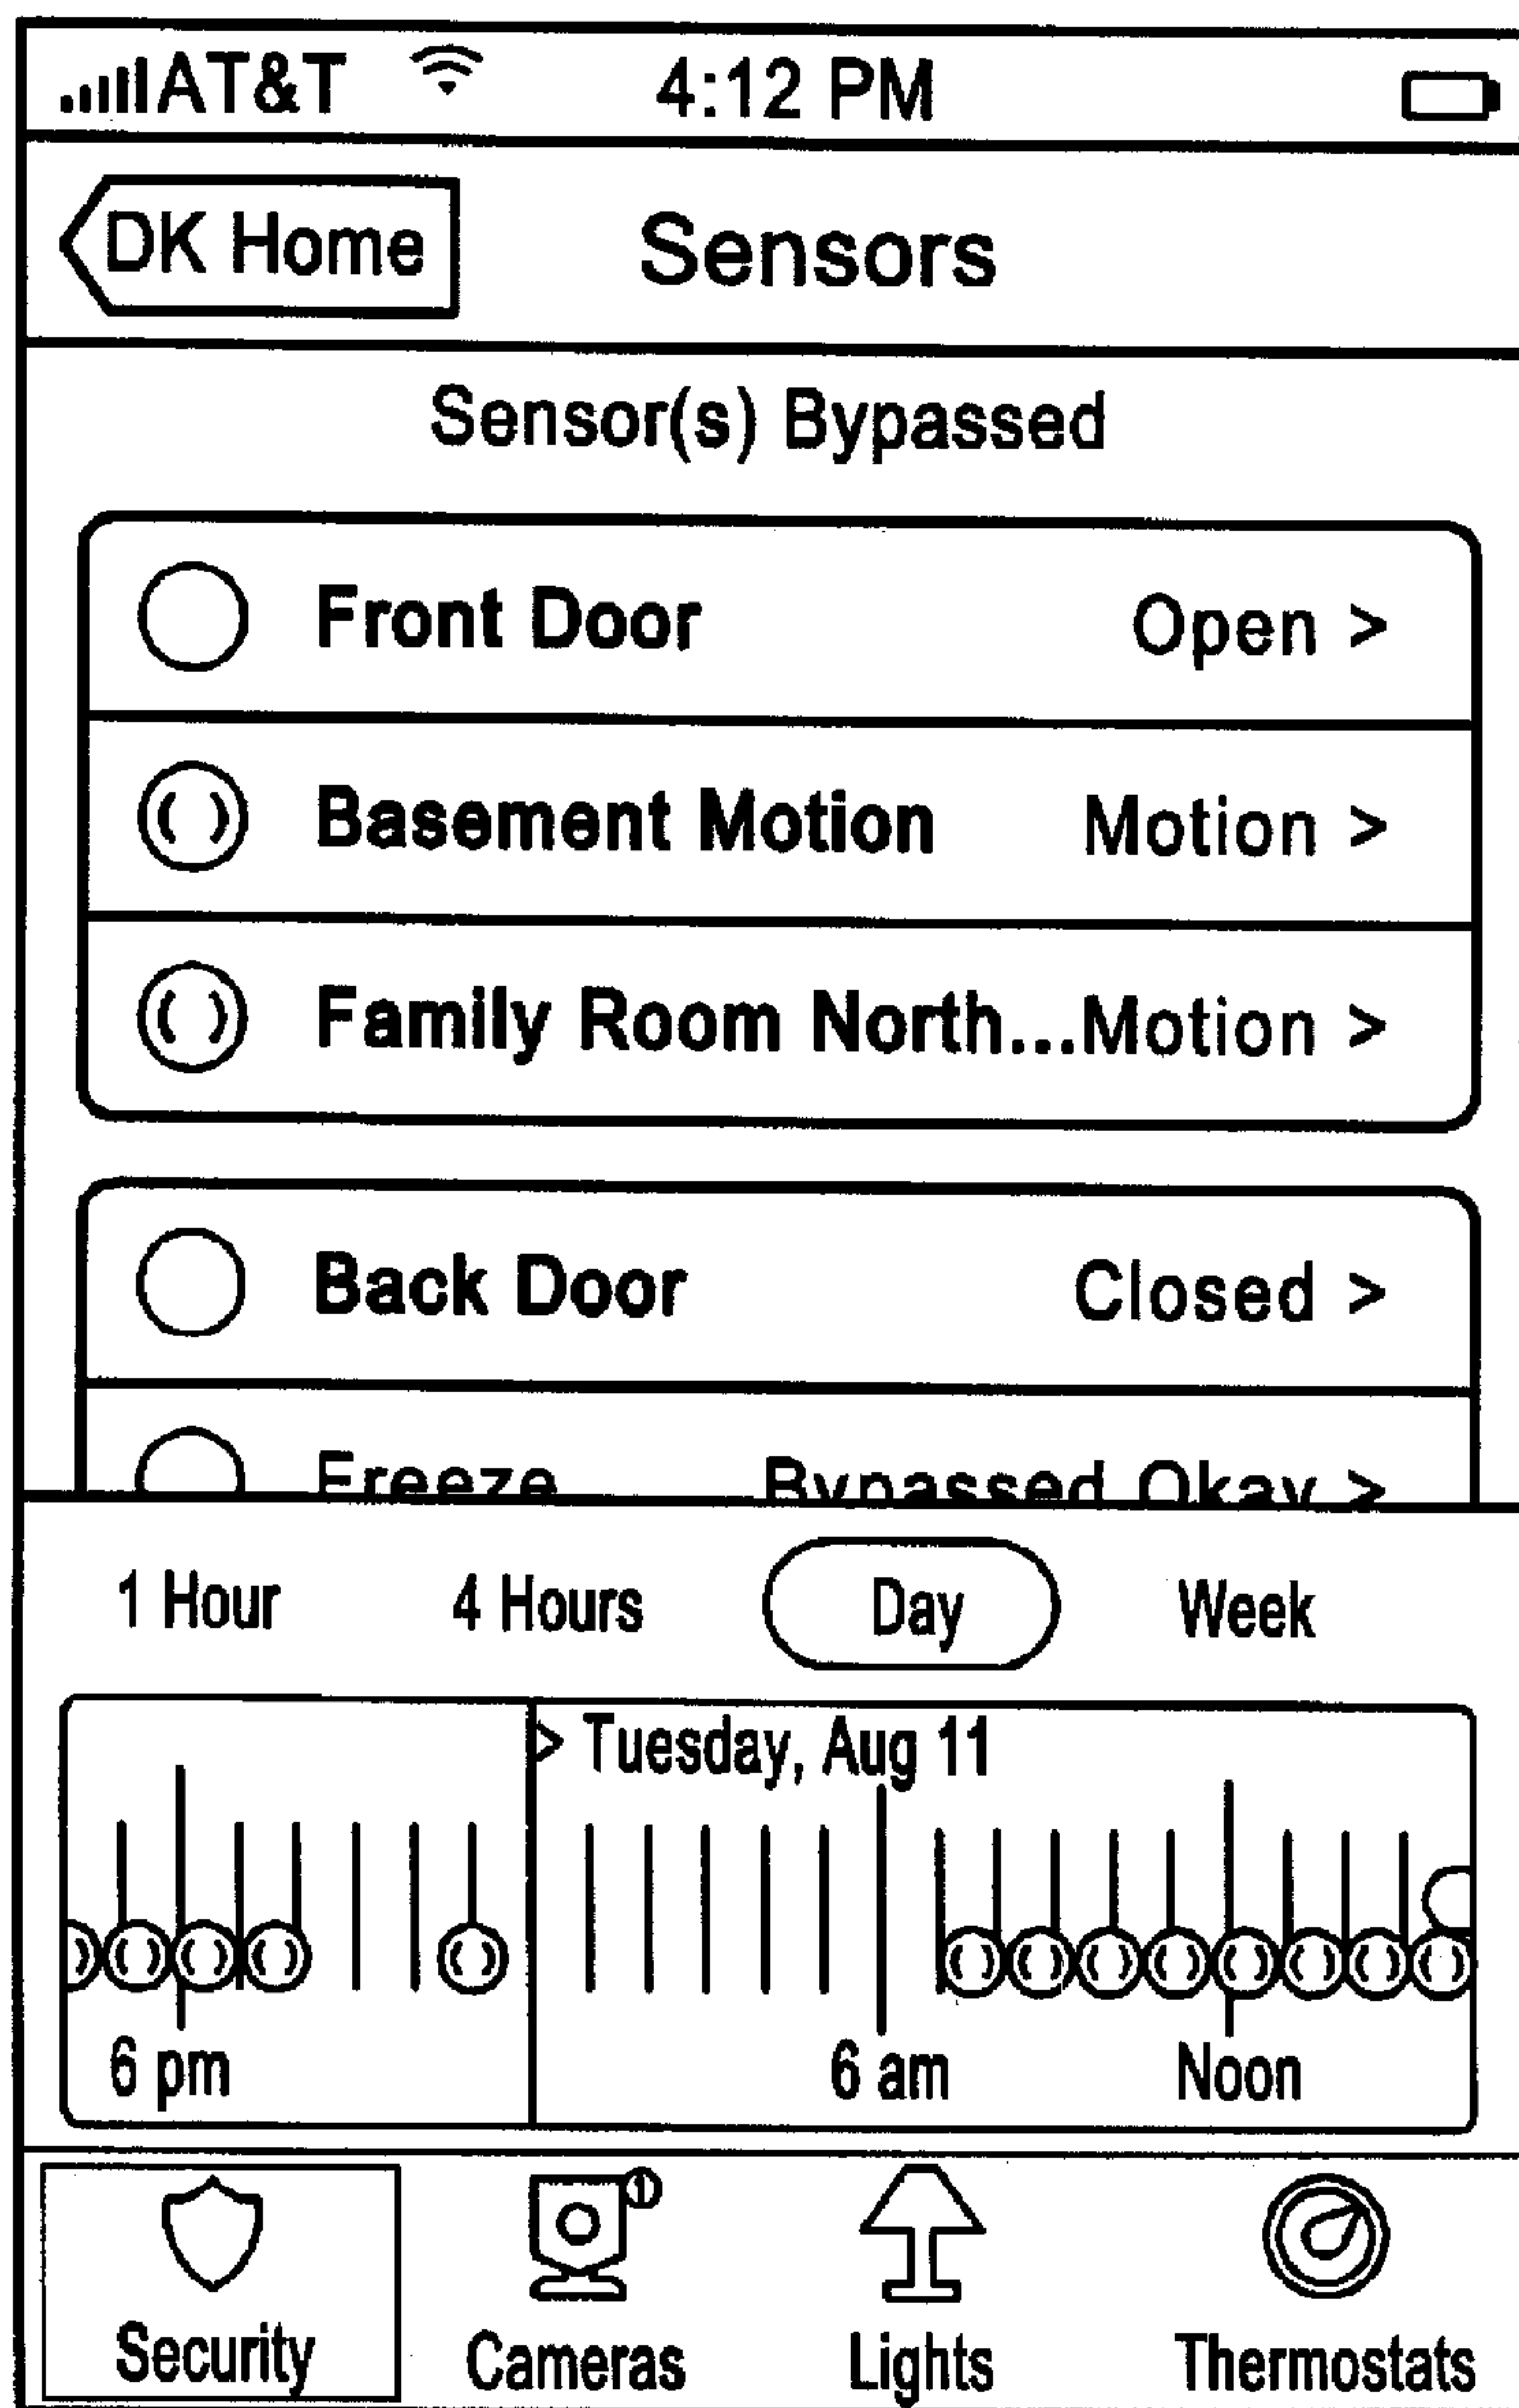 AT&T 4:12 PM
DK Home Sensors
Sensor(s) Bypassed
Front Door Open >
Basement Motion Motion >
Family Room North...Motion >
Back Door Closed >
Freeze Bypassed Okay >
1 Hour 4 Hours Day Week
> Tuesday, Aug 11
6 pm 6 am Noon
Security Cameras Lights Thermostats